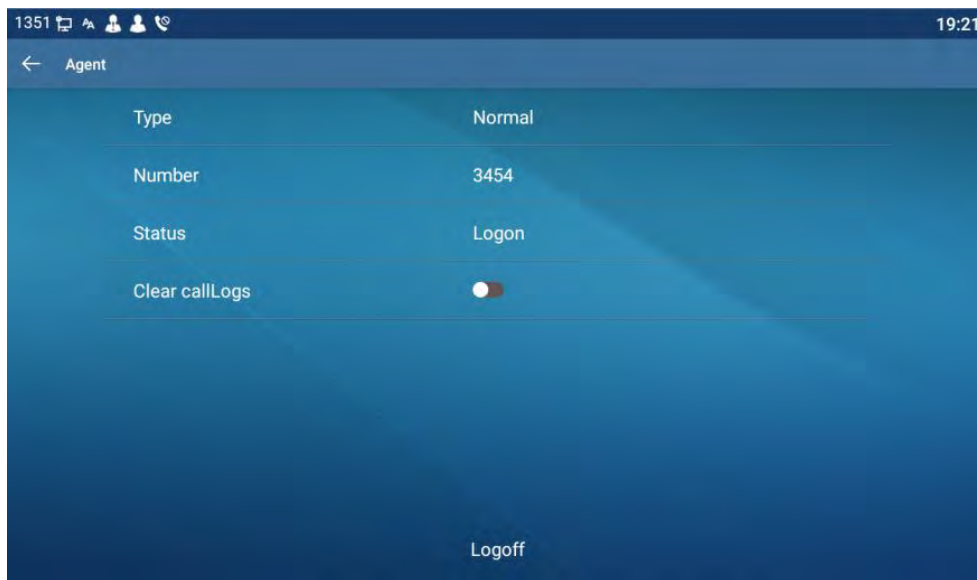 1351 19:21
Agent
Type Normal
Number 3454
Status Logon
Clear callLogs
Logoff